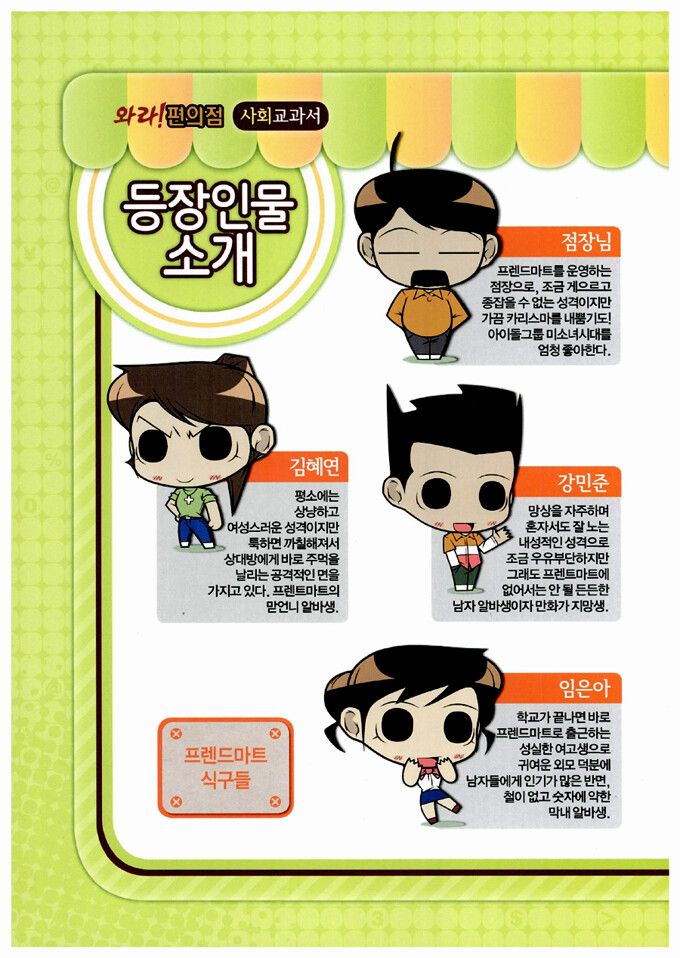 와라! 편의점 사회교과서
등장인물
소개
점장님
프렌드마트를 운영하는
점장으로, 조금 게으르고
종잡을 수 없는 성격이지만
가끔 카리스마를 내뿜기도!
아이돌그룹 미소녀시대를
엄청 좋아한다.
김혜연
평소에는
상냥하고
여성스러운 성격이지만
툭하면 까칠해져서
상대방에게 바로 주먹을
날리는 공격적인 면을
가지고 있다. 프렌트마트의
맏언니 알바생.
강민준
망상을 자주하며
혼자서도 잘 노는
내성적인 성격으로
조금 우유부단하지만
그래도 프렌트마트에
없어서는 안 될 든든한
남자 알바생이자 만화가 지망생.
임은아
학교가 끝나면 바로
프렌드마트로 출근하는
성실한 여고생으로
귀여운 외모 덕분에
남자들에게 인기가 많은 반면,
철이 없고 숫자에 약한
막내 알바생.
프렌드마트
식구들